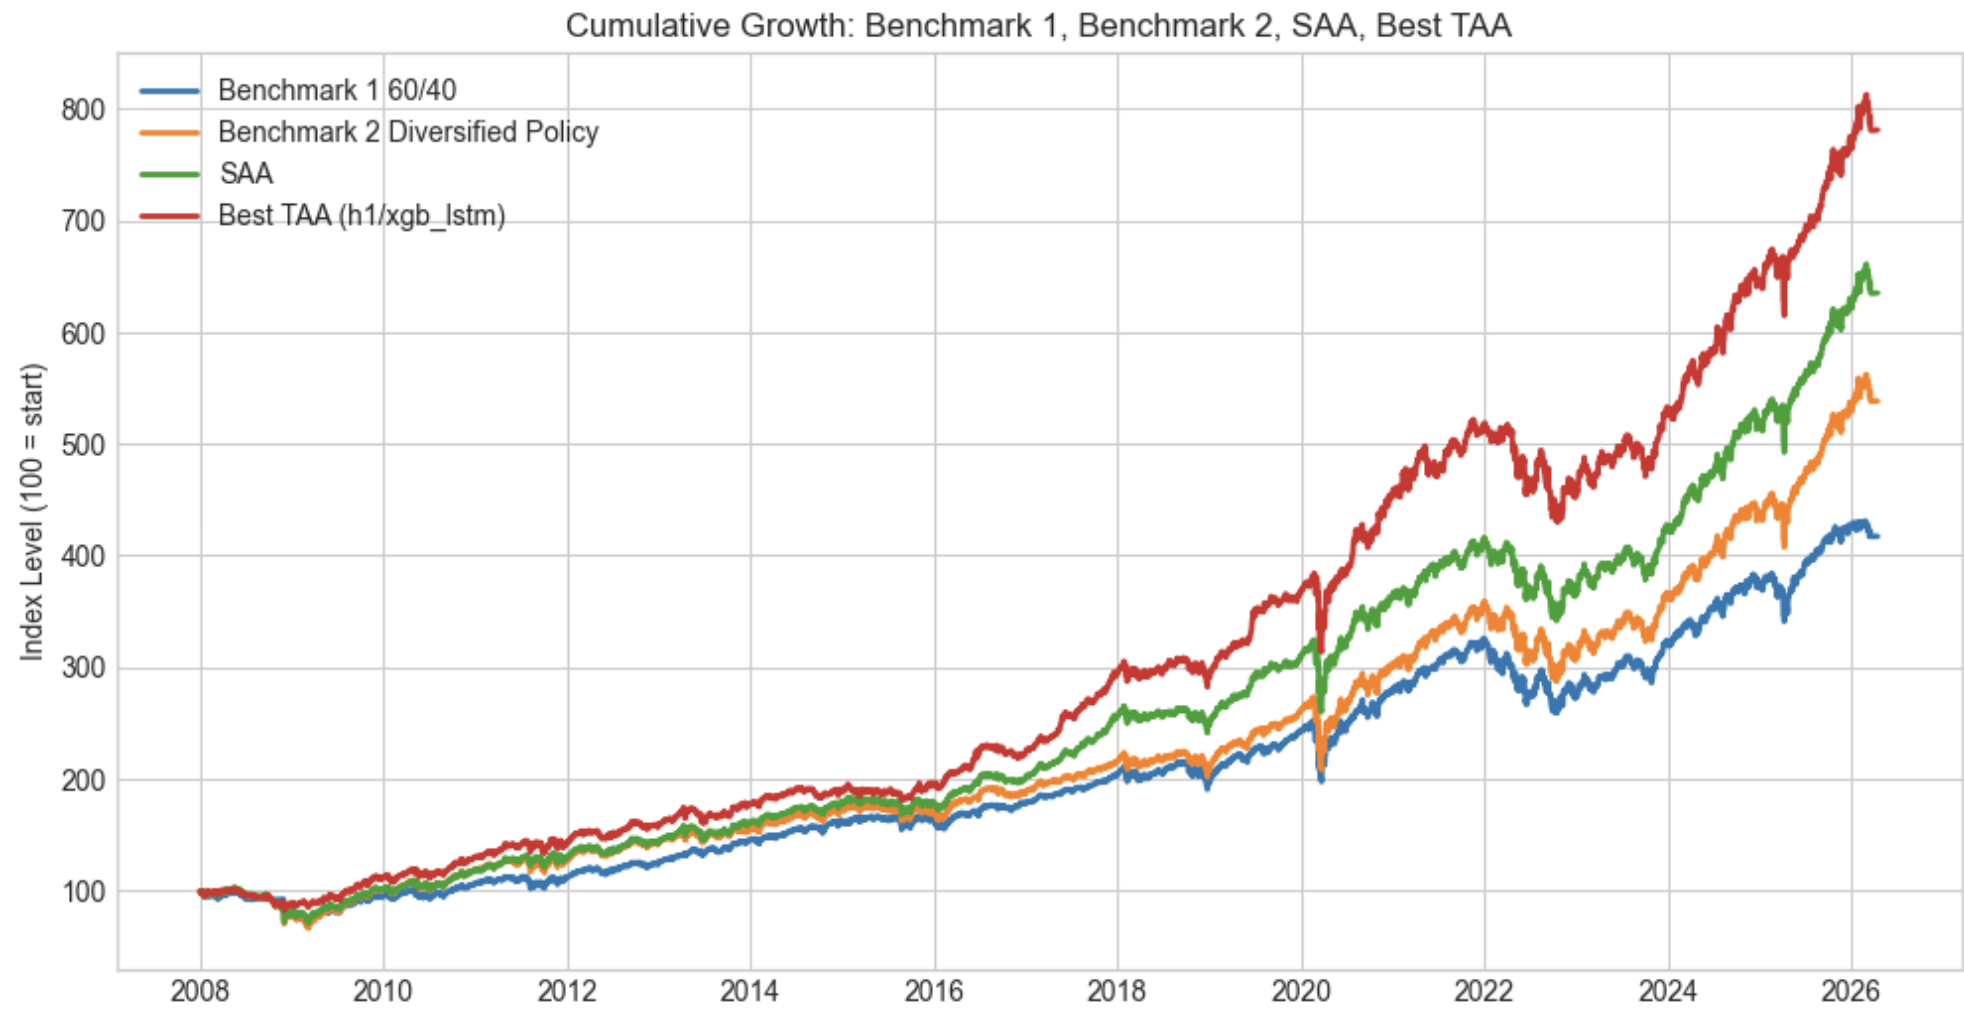 Cumulative Growth: Benchmark 1, Benchmark 2, SAA, Best TAA
Benchmark 1 60/40
Benchmark 2 Diversified Policy
SAA
Best TAA (h1/xgb_lstm)
Index Level (100 = start)
800
700
600
500
400
300
200
100
2008 2010 2012 2014 2016 2018 2020 2022 2024 2026